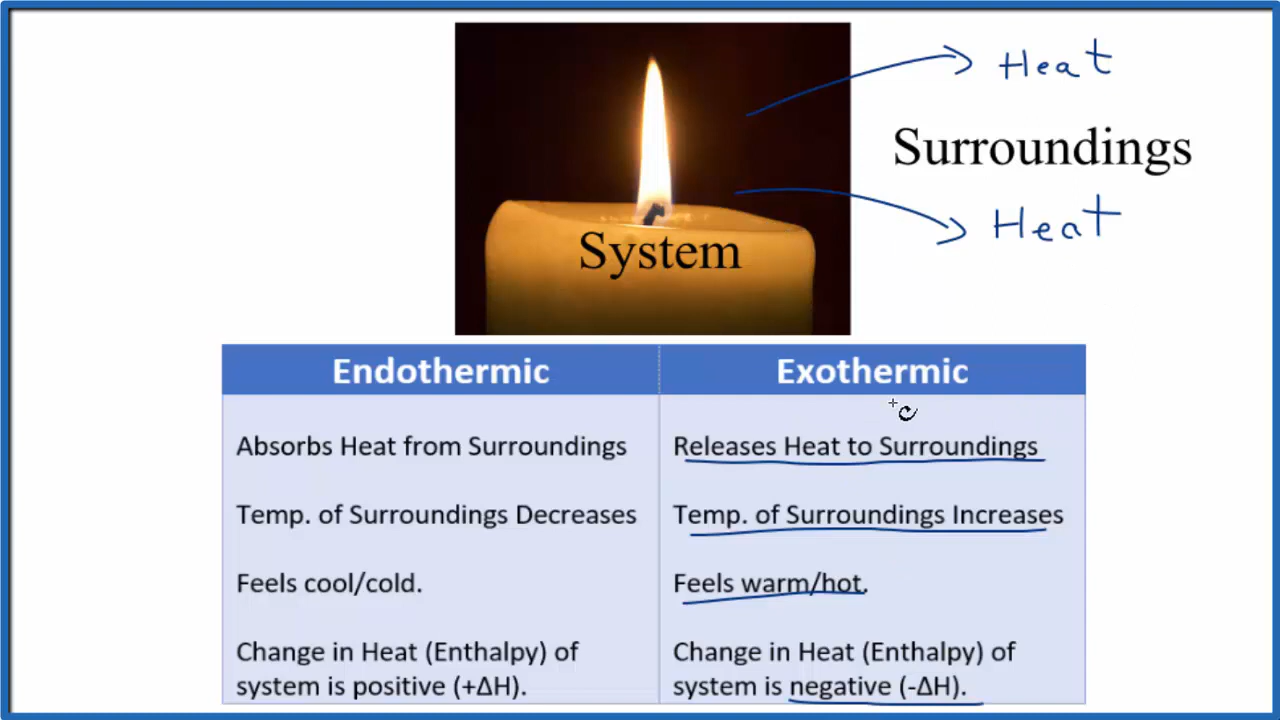 Heat
Surroundings
Heat
System
Endothermic
Exothermic
Absorbs Heat from Surroundings
Releases Heat to Surroundings
Temp. of Surroundings Decreases
Temp. of Surroundings Increases
Feels cool/cold.
Feels warm/hot.
Change in Heat (Enthalpy) of
system is positive (+ΔH).
Change in Heat (Enthalpy) of
system is negative (-ΔH).